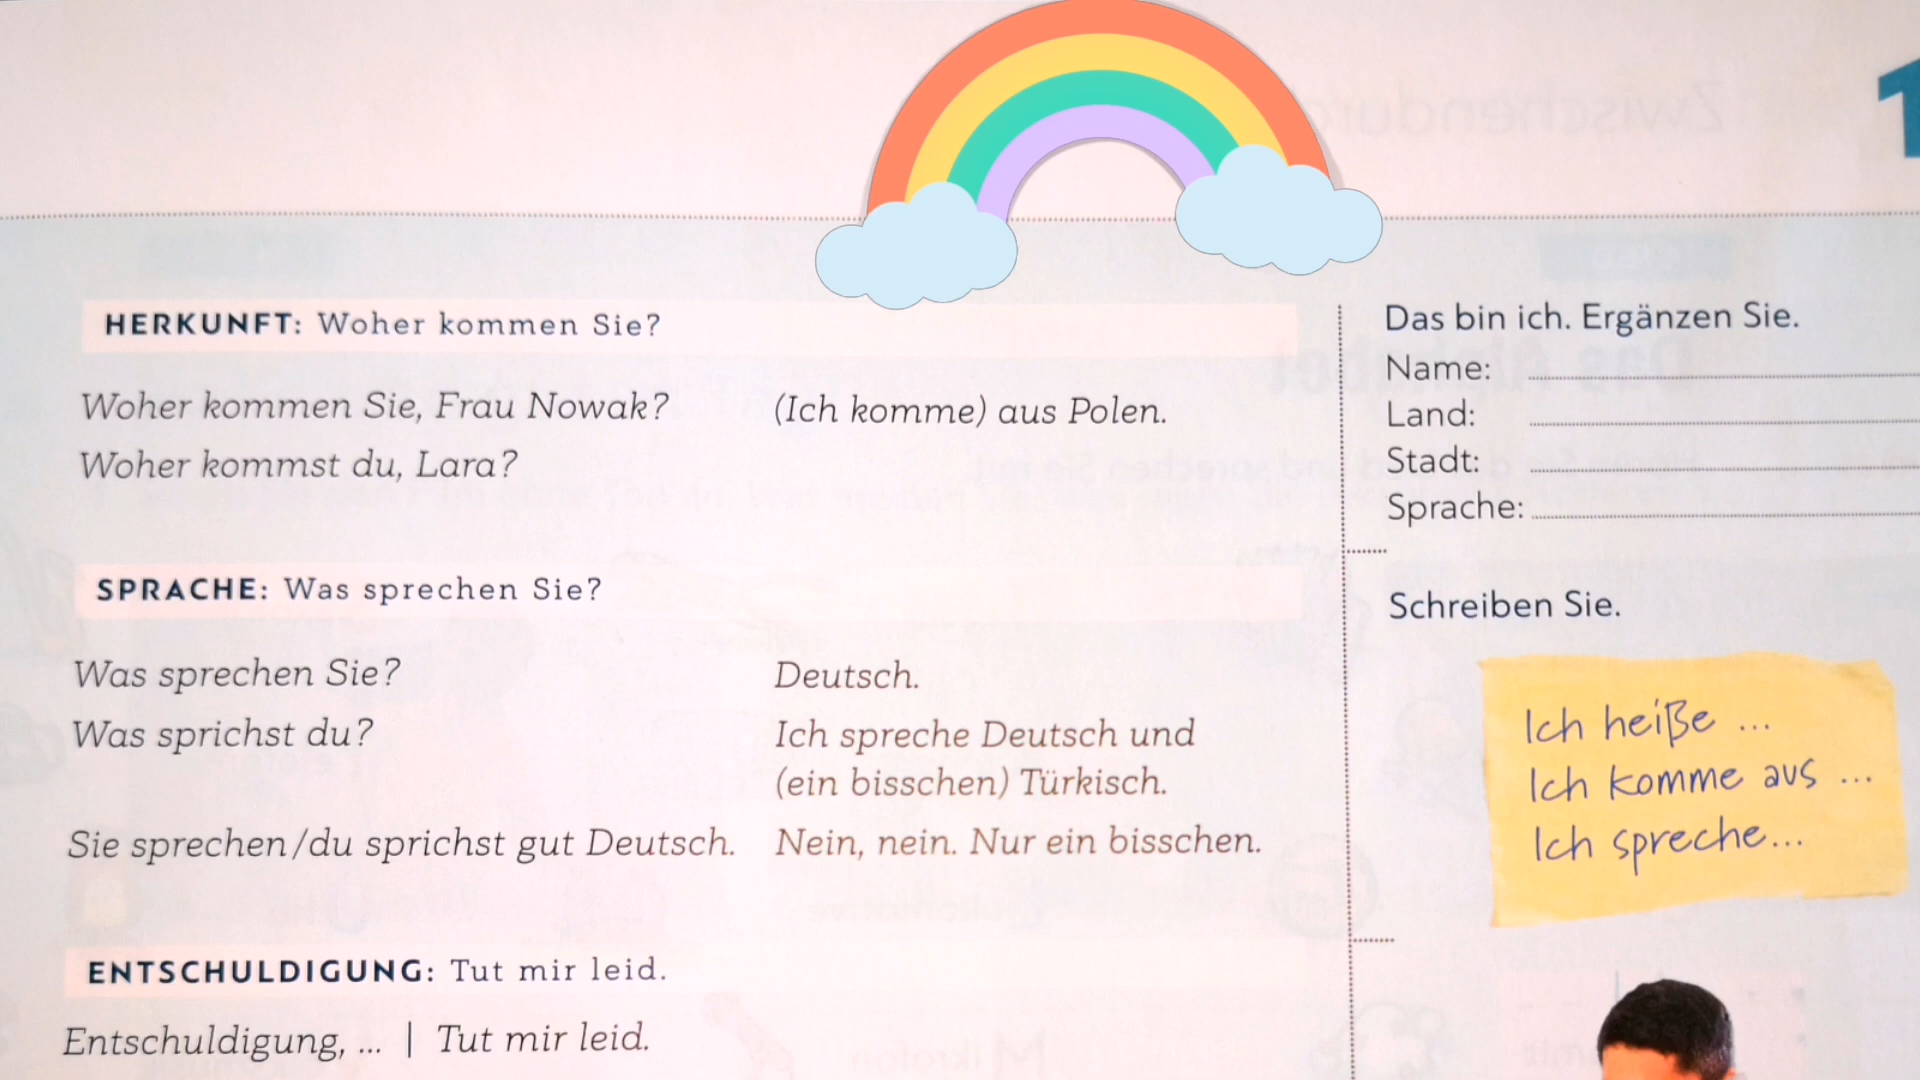 1
HERKUNFT: Woher kommen Sie?
Woher kommen Sie, Frau Nowak? (Ich komme) aus Polen.
Woher kommst du, Lara?
SPRACHE: Was sprechen Sie?
Was sprechen Sie? Deutsch.
Was sprichst du? Ich spreche Deutsch und
(ein bisschen) Türkisch.
Sie sprechen/du sprichst gut Deutsch. Nein, nein. Nur ein bisschen.
ENTSCHULDIGUNG: Tut mir leid.
Entschuldigung, ... | Tut mir leid.
Das bin ich. Ergänzen Sie.
Name:
Land:
Stadt:
Sprache:
Schreiben Sie.
Ich heiße ...
Ich komme aus ...
Ich spreche...